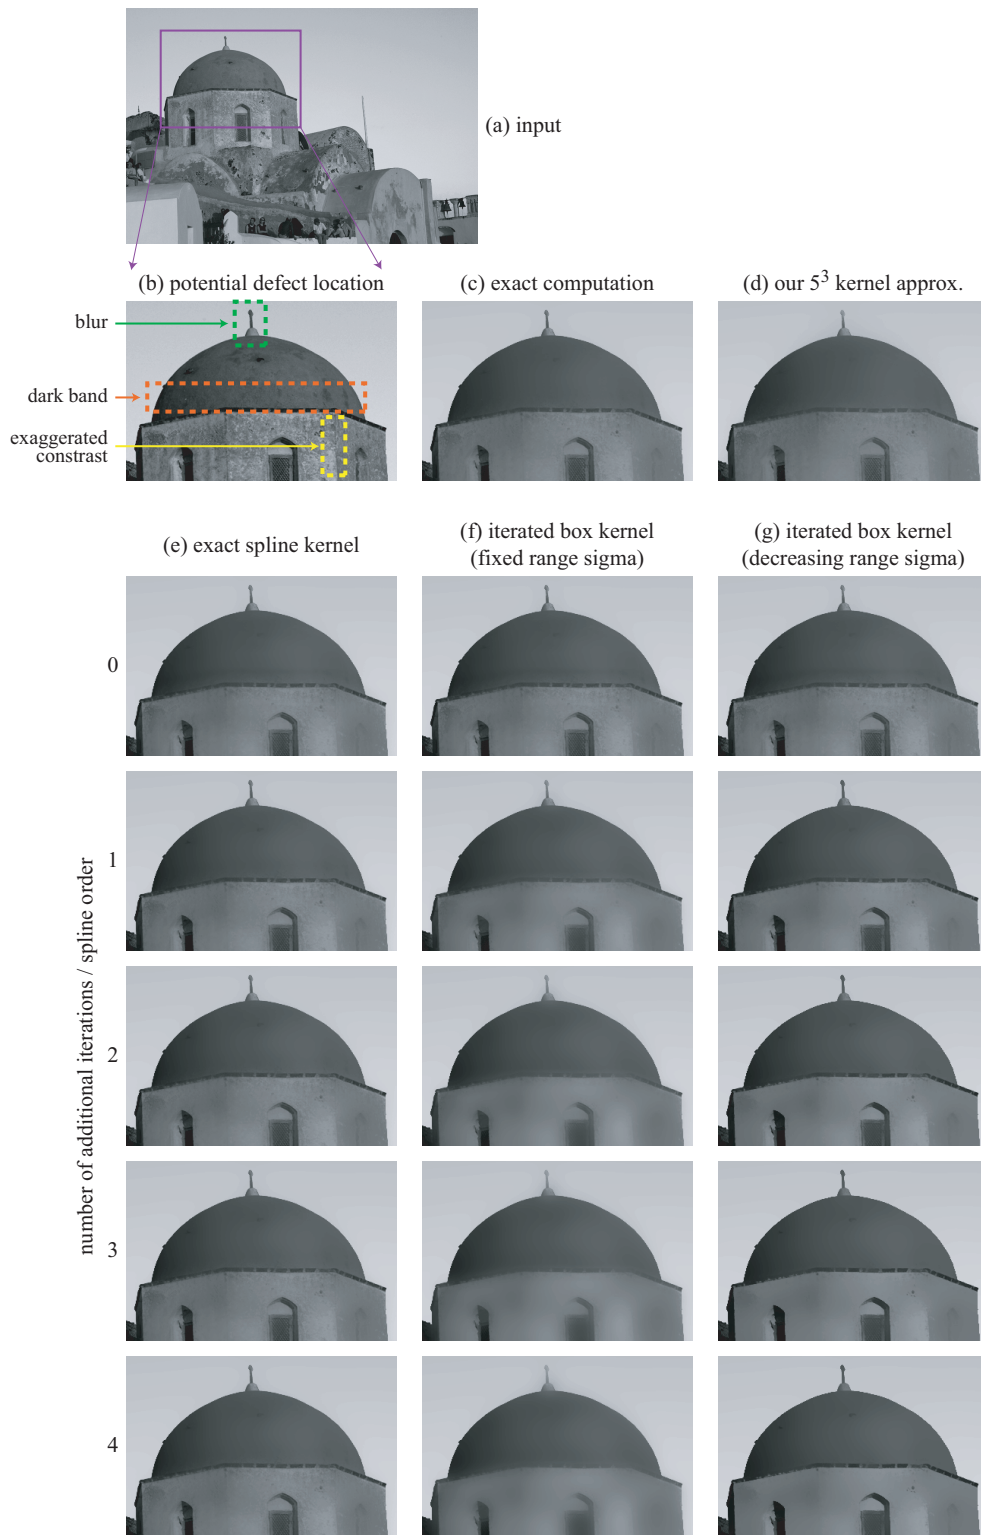 (a) input
(b) potential defect location
(c) exact computation
(d) our 5³ kernel approx.
blur
dark band
exaggerated
constrast
(e) exact spline kernel
(f) iterated box kernel
(fixed range sigma)
(g) iterated box kernel
(decreasing range sigma)
number of additional iterations / spline order
0
1
2
3
4